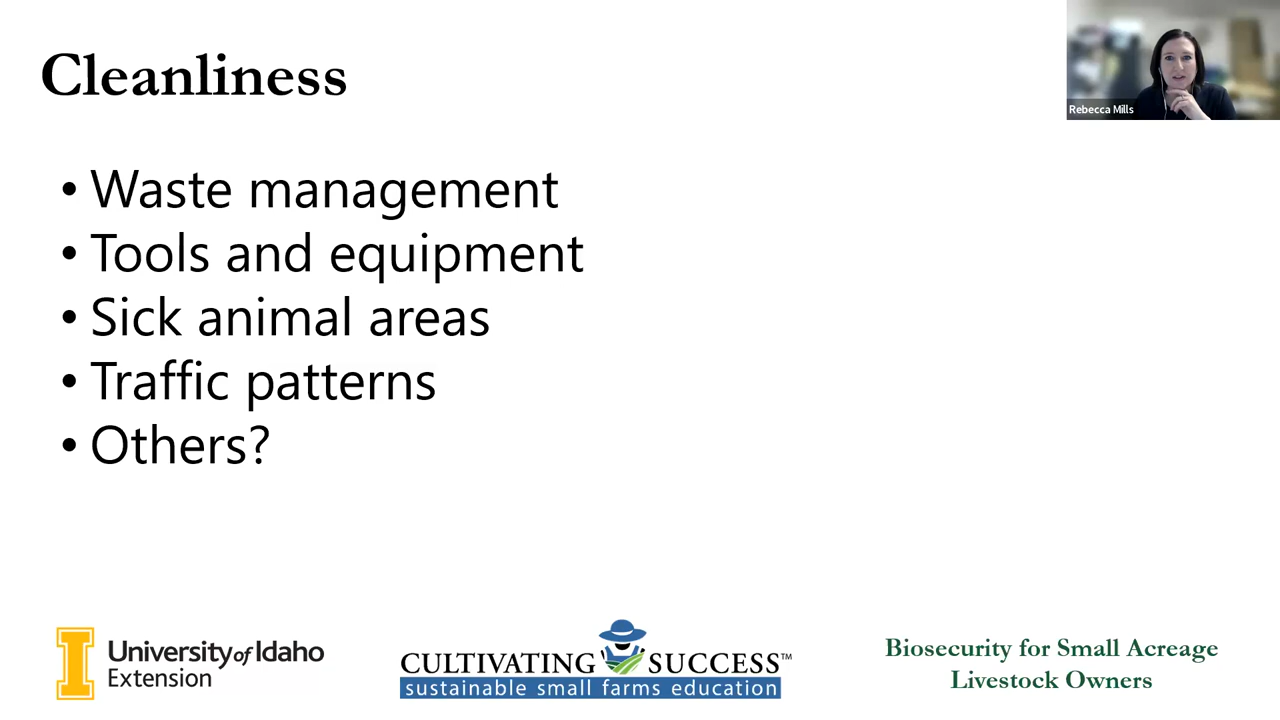 Cleanliness
Rebecca Mills
• Waste management
• Tools and equipment
• Sick animal areas
• Traffic patterns
• Others?
University of Idaho
Extension
CULTIVATING SUCCESS™
sustainable small farms education
Biosecurity for Small Acreage
Livestock Owners